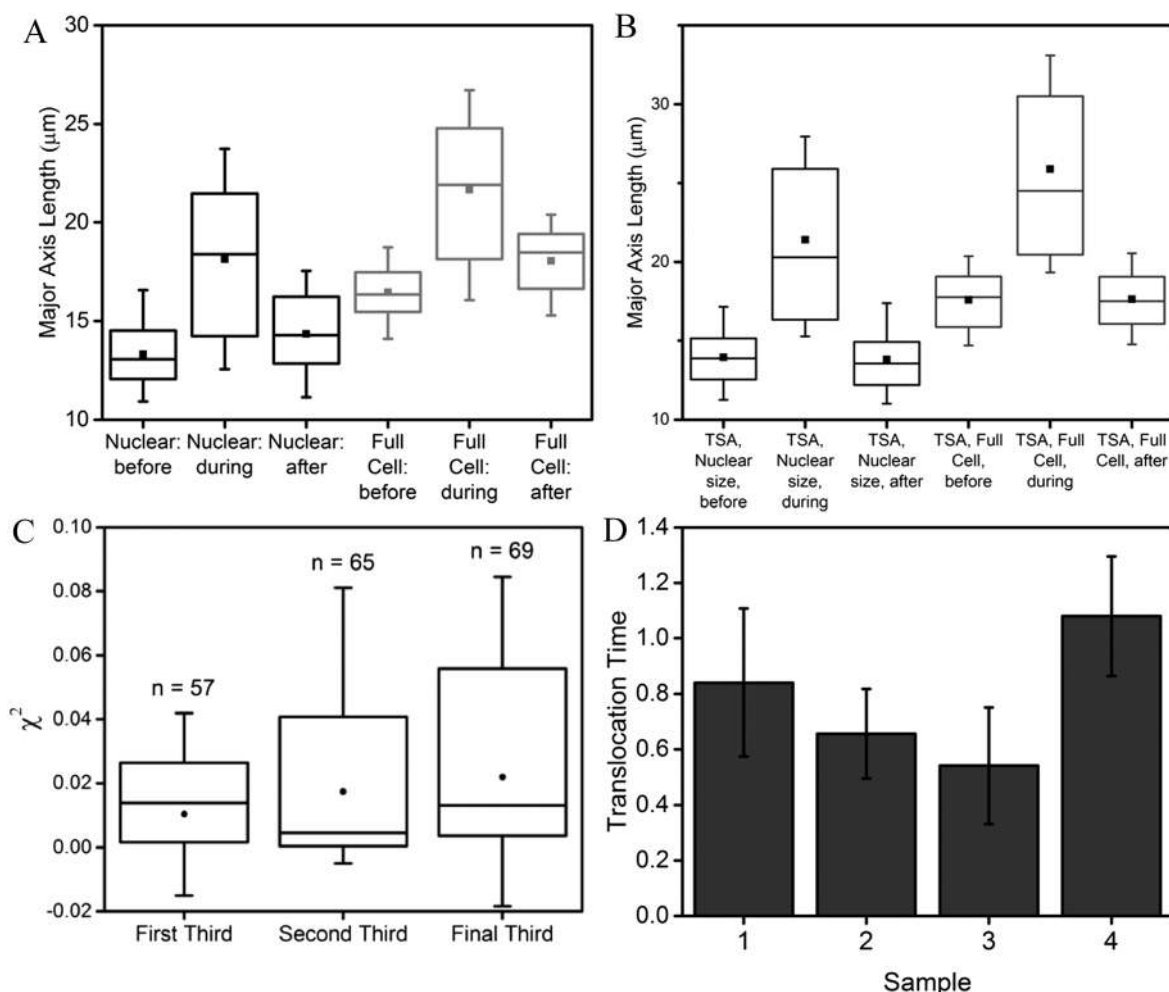 A
Major Axis Length (μm)
30
25
20
15
10
Nuclear:
before
Nuclear:
during
Nuclear:
after
Full
Cell:
before
Full
Cell:
during
Full
Cell:
after
B
Major Axis Length (μm)
30
20
10
TSA,
Nuclear
size,
before
TSA,
Nuclear
size,
during
TSA,
Nuclear
size, after
TSA, Full
Cell,
before
TSA, Full
Cell,
during
TSA, Full
Cell, after
C
χ²
0.10
0.08
0.06
0.04
0.02
0.00
-0.02
n = 57
n = 65
n = 69
First Third
Second Third
Final Third
D
Translocation Time
1.4
1.2
1.0
0.8
0.6
0.4
0.2
0.0
1
2
3
4
Sample